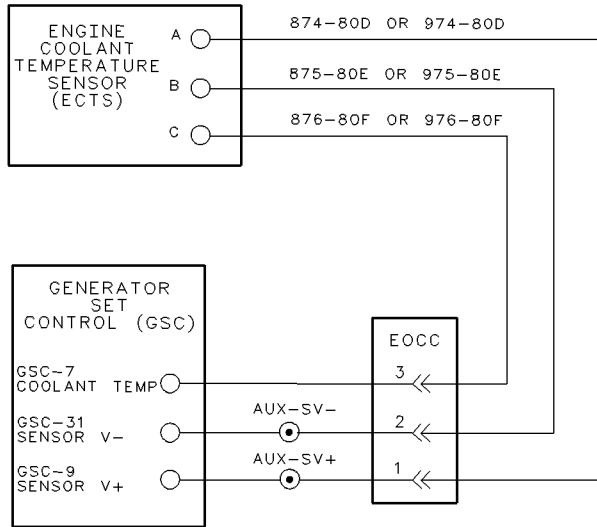 ENGINE
COOLANT
TEMPERATURE
SENSOR
(ECTS)
A
874-80D OR 974-80D
B
875-80E OR 975-80E
C
876-80F OR 976-80F
GENERATOR
SET
CONTROL (GSC)
EOCC
GSC-7
COOLANT TEMP
3
GSC-31
SENSOR V-
AUX-SV-
2
GSC-9
SENSOR V+
AUX-SV+
1